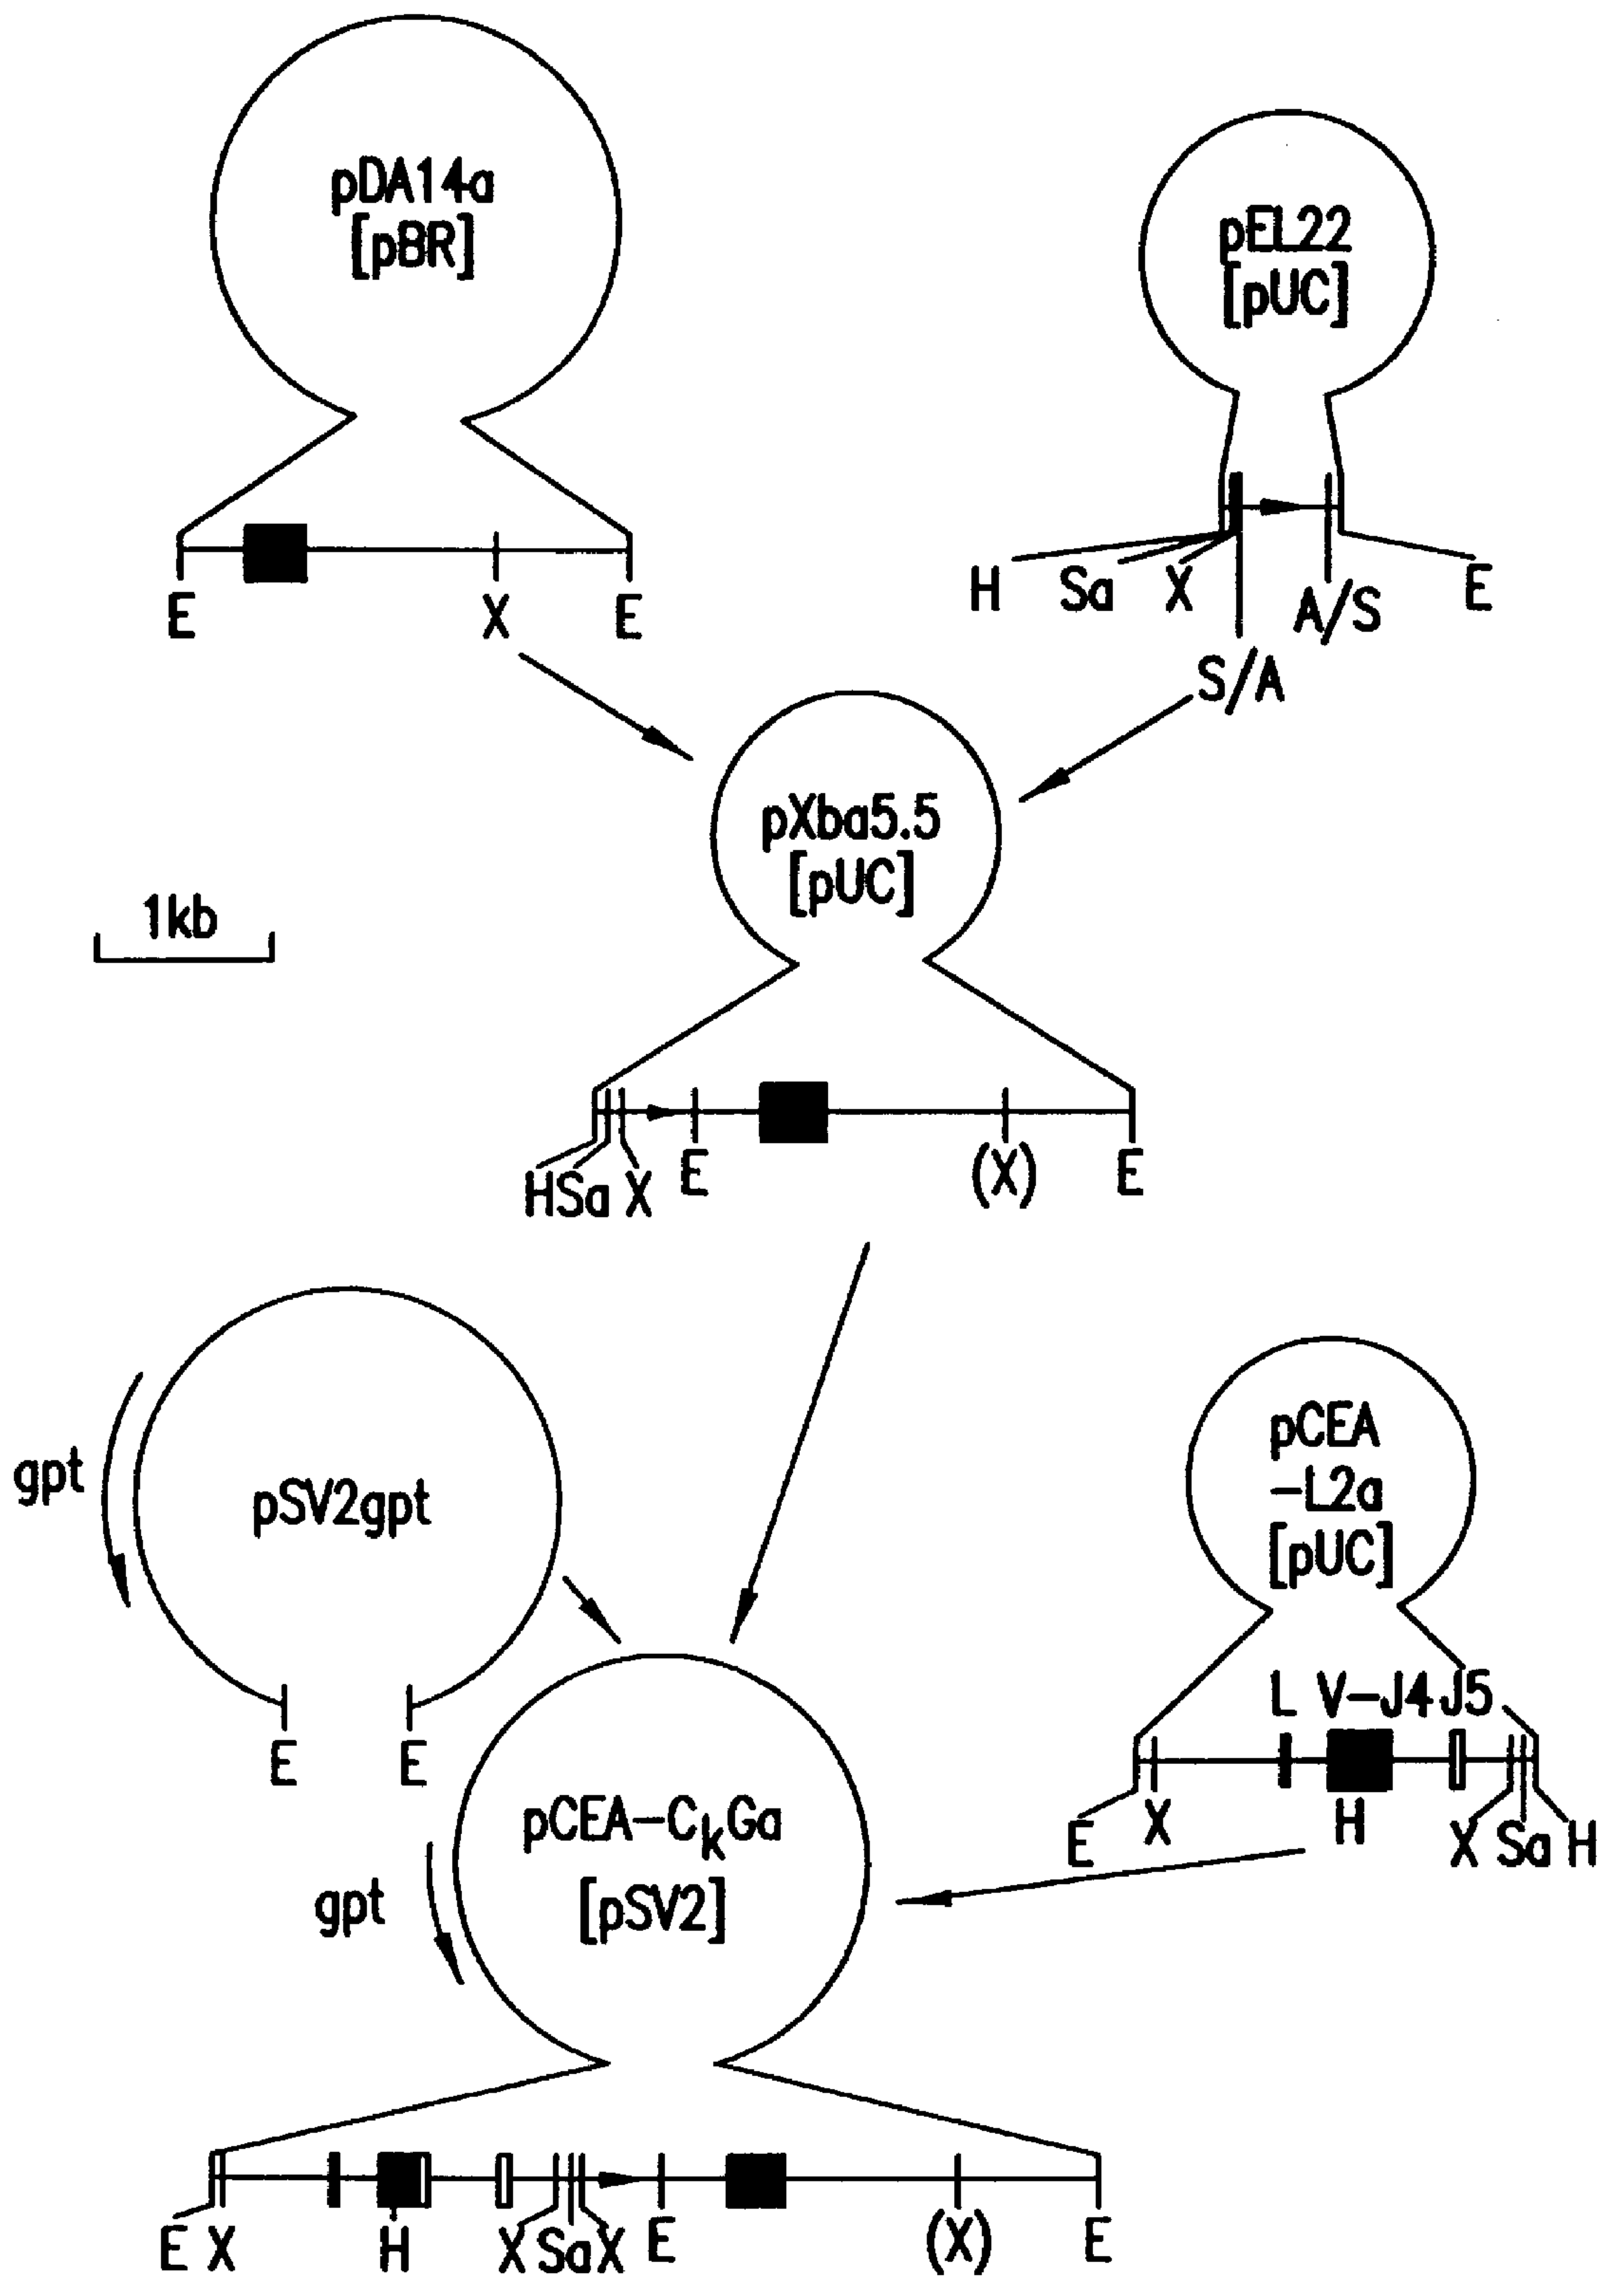 pDA14a
[pBR]
pEL22
[pUC]
E X E
H Sa X A/S E
S/A
pXba5.5
[pUC]
1kb
HSa X E (X) E
gpt
pSV2gpt
E E
pCEA
-L2a
[pUC]
L V-J4 J5
E X H X Sa H
gpt
pCEA-CkGa
[pSV2]
E X H X Sa X E (X) E